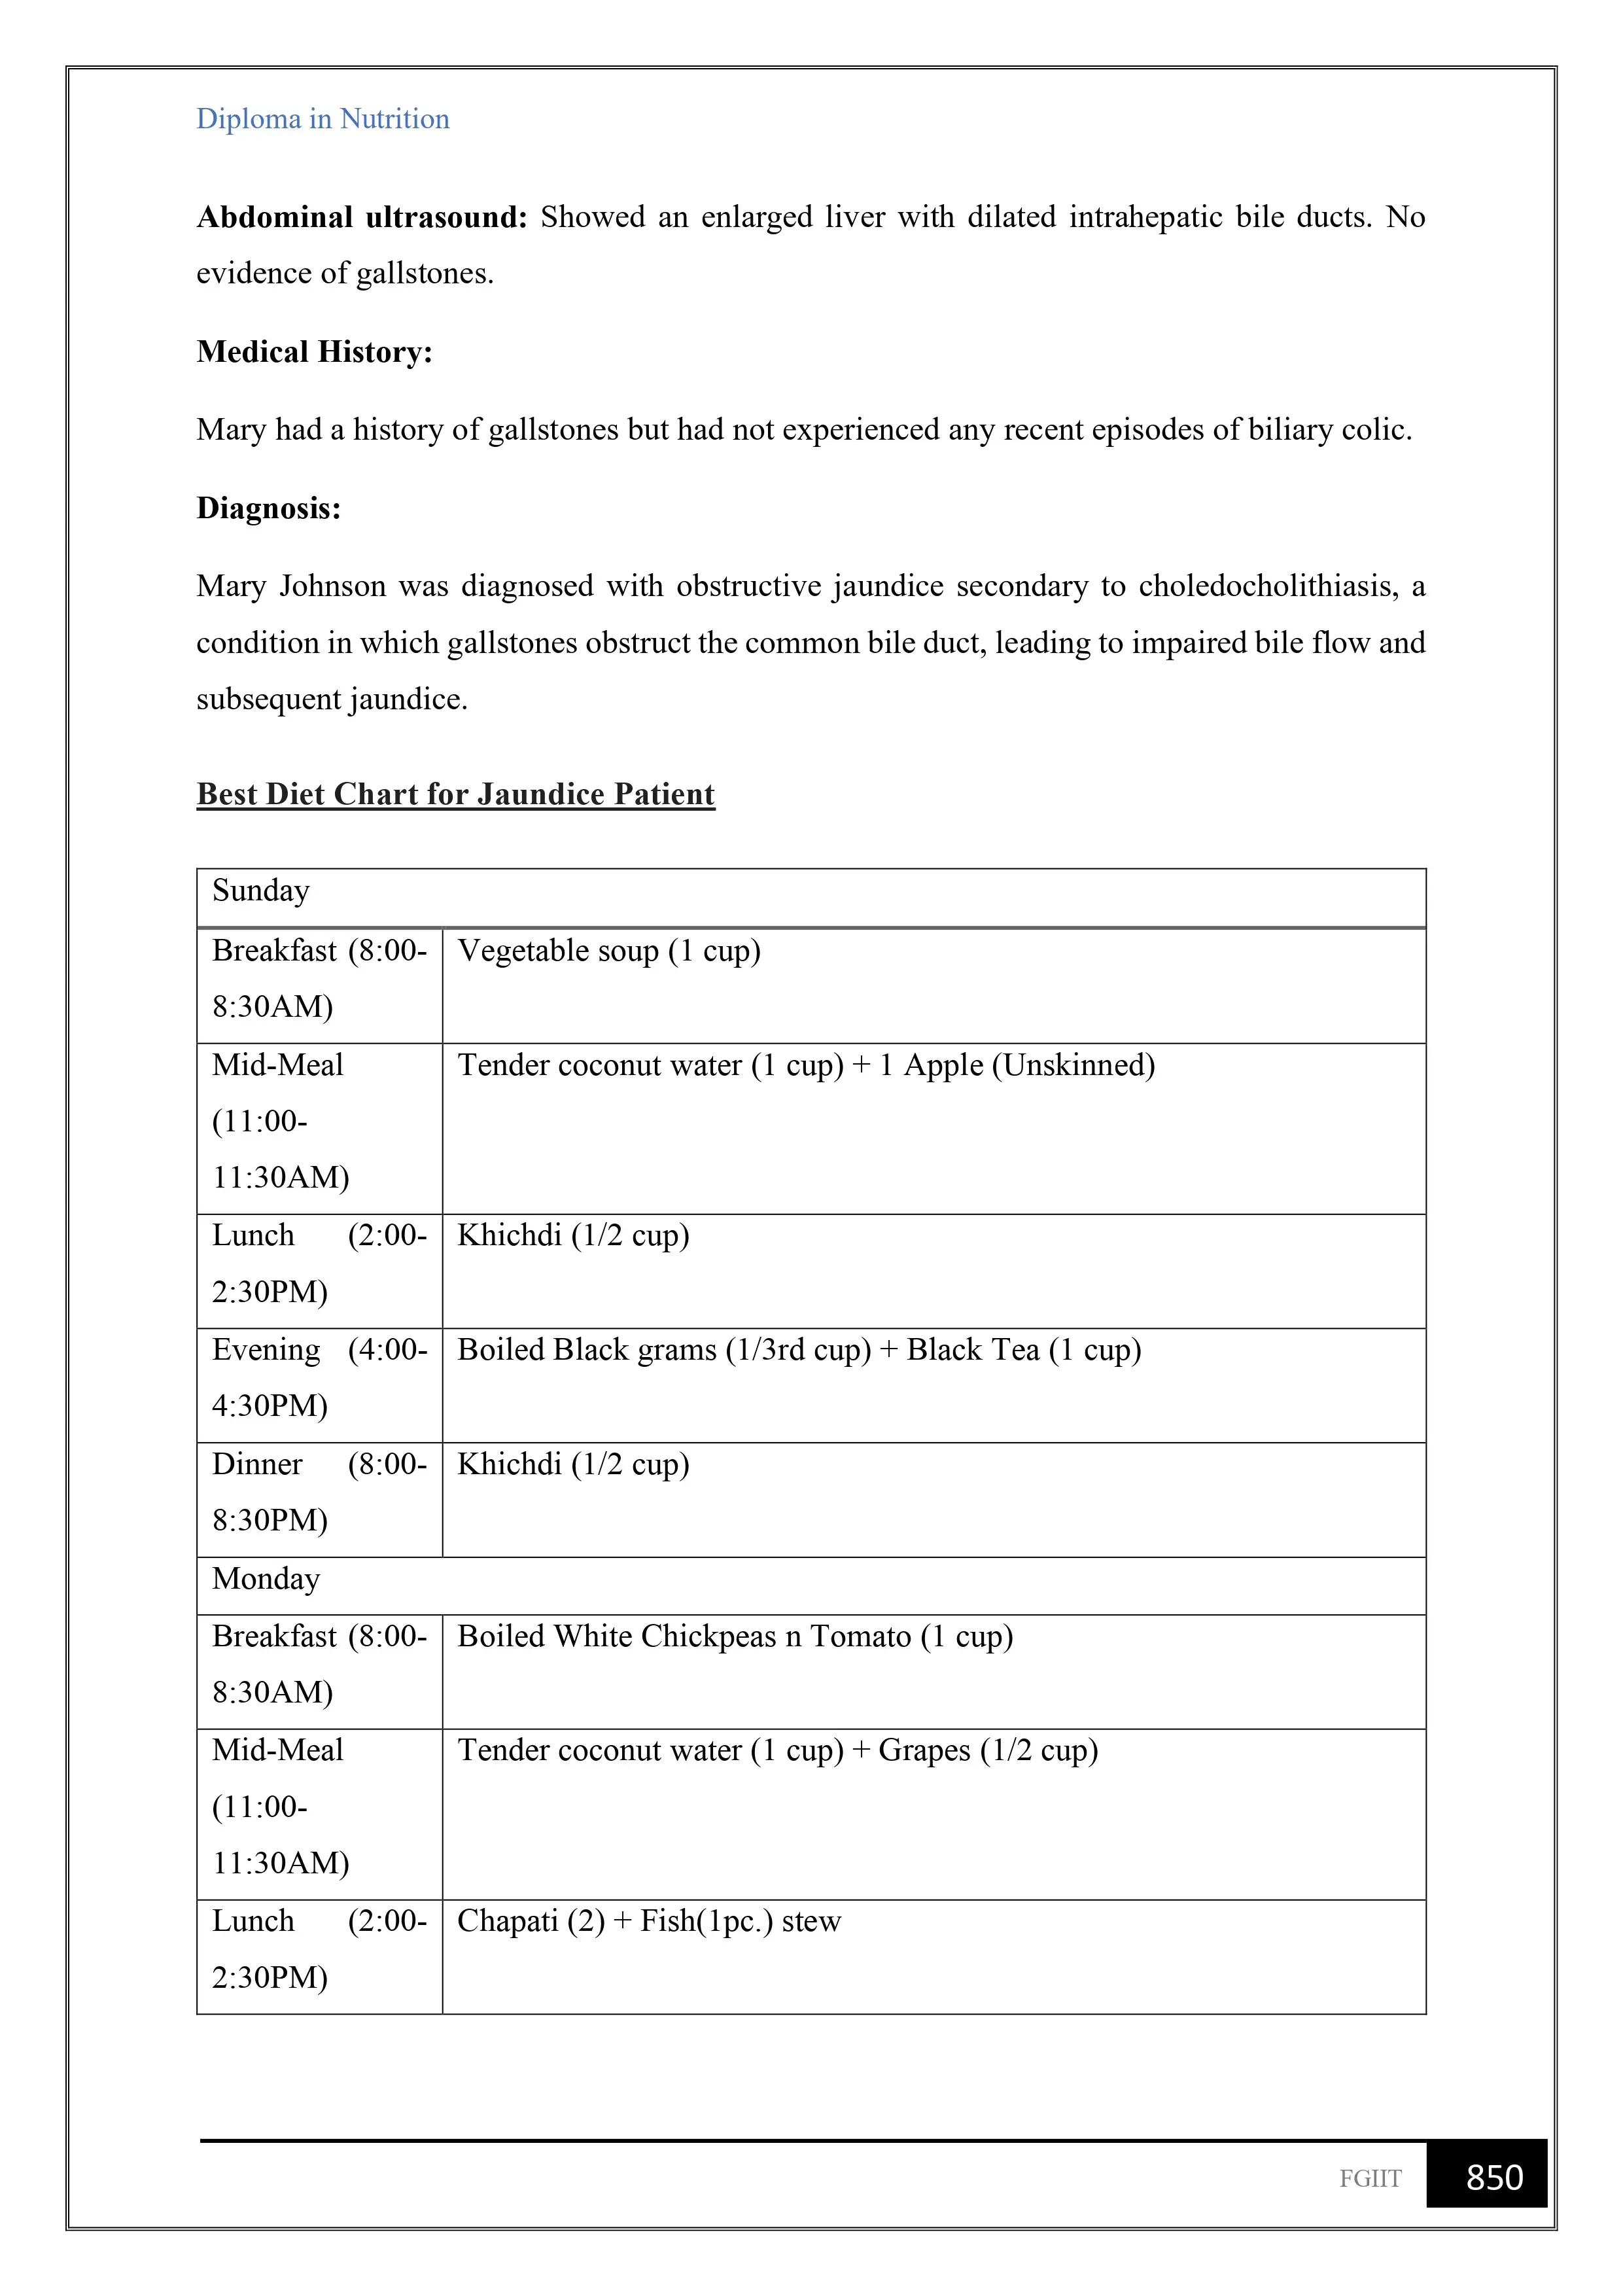 Diploma in Nutrition
Abdominal ultrasound: Showed an enlarged liver with dilated intrahepatic bile ducts. No
evidence of gallstones.
Medical History:
Mary had a history of gallstones but had not experienced any recent episodes of biliary colic.
Diagnosis:
Mary Johnson was diagnosed with obstructive jaundice secondary to choledocholithiasis, a
condition in which gallstones obstruct the common bile duct, leading to impaired bile flow and
subsequent jaundice.
Best Diet Chart for Jaundice Patient
Sunday
Breakfast (8:00-
8:30AM)
Vegetable soup (1 cup)
Mid-Meal
(11:00-
11:30AM)
Tender coconut water (1 cup) + 1 Apple (Unskinned)
Lunch (2:00-
2:30PM)
Khichdi (1/2 cup)
Evening (4:00-
4:30PM)
Boiled Black grams (1/3rd cup) + Black Tea (1 cup)
Dinner (8:00-
8:30PM)
Khichdi (1/2 cup)
Monday
Breakfast (8:00-
8:30AM)
Boiled White Chickpeas n Tomato (1 cup)
Mid-Meal
(11:00-
11:30AM)
Tender coconut water (1 cup) + Grapes (1/2 cup)
Lunch (2:00-
2:30PM)
Chapati (2) + Fish(1pc.) stew
FGIIT 850